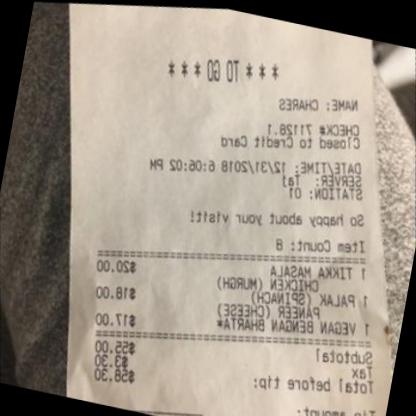 * * * TO GO * * *
NAME: CHARES
CHECK# 71128.1
Closed to Credit Card
DATE/TIME: 12/31/2018 6:06:02 PM
SERVER: Taj
STATION: 01
So happy about your visit!
Item Count: 8
1 TIKKA MASALA $20.00
CHICKEN (MURGH)
1 PALAK (SPINACH) $18.00
PANEER (CHEESE)
1 VEGAN BENGAN BHARTA* $17.00
Subtotal $55.00
Tax $3.30
Total before tip: $58.30